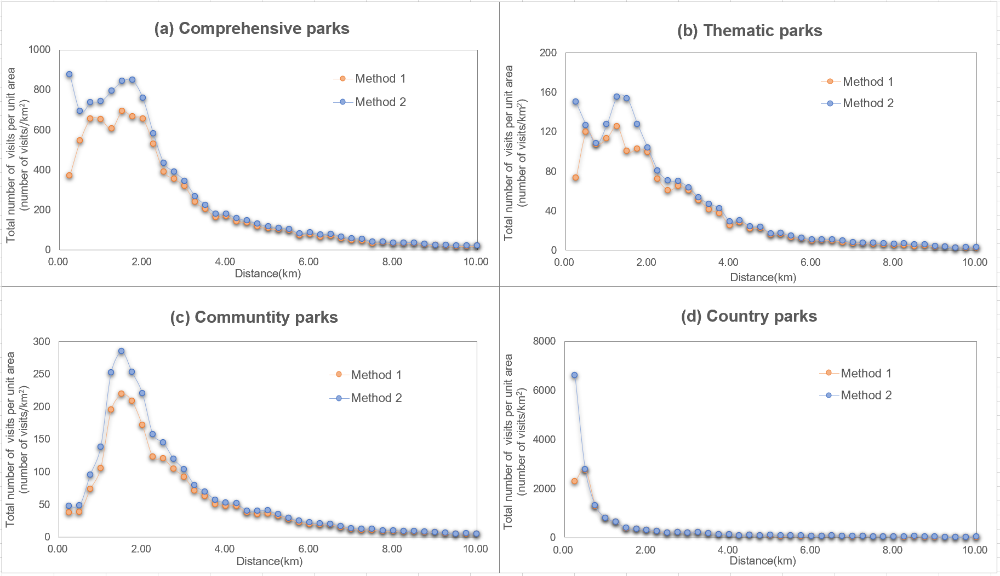 (a) Comprehensive parks
Total number of visits per unit area
(number of visits//km²)
1000
800
600
400
200
0
0.00 2.00 4.00 6.00 8.00 10.00
Distance(km)
Method 1
Method 2
(b) Thematic parks
Total number of visits per unit area
(number of visits/km²)
200
160
120
80
40
0
0.00 2.00 4.00 6.00 8.00 10.00
Distance(km)
Method 1
Method 2
(c) Communtity parks
Total number of visits per unit area
(number of visits/km²)
300
250
200
150
100
50
0
0.00 2.00 4.00 6.00 8.00 10.00
Distance(km)
Method 1
Method 2
(d) Country parks
Total number of visits per unit area
(number of visits/km²)
8000
6000
4000
2000
0
0.00 2.00 4.00 6.00 8.00 10.00
Distance(km)
Method 1
Method 2